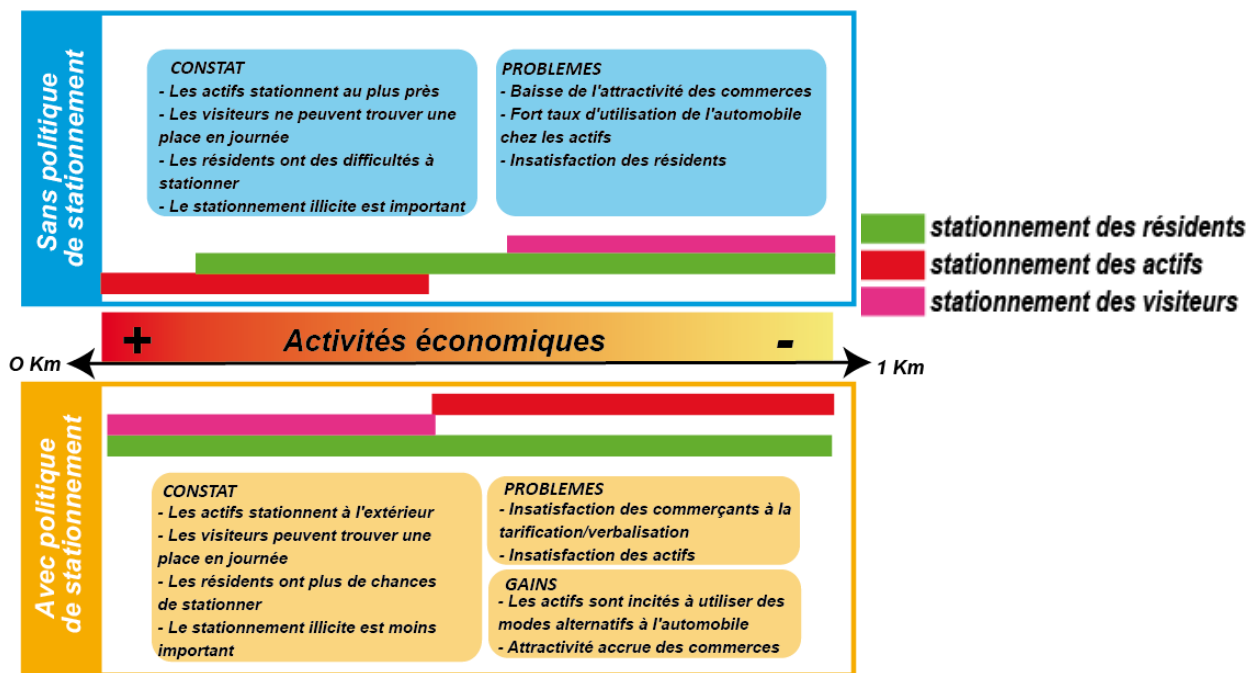 Sans politique
de stationnement
CONSTAT
- Les actifs stationnent au plus près
- Les visiteurs ne peuvent trouver une
place en journée
- Les résidents ont des difficultés à
stationner
- Le stationnement illicite est important
PROBLEMES
- Baisse de l'attractivité des commerces
- Fort taux d'utilisation de l'automobile
chez les actifs
- Insatisfaction des résidents
stationnement des résidents
stationnement des actifs
stationnement des visiteurs
+ Activités économiques -
O Km
1 Km
Avec politique
de stationnement
CONSTAT
- Les actifs stationnent à l'extérieur
- Les visiteurs peuvent trouver une
place en journée
- Les résidents ont plus de chances
de stationner
- Le stationnement illicite est moins
important
PROBLEMES
- Insatisfaction des commerçants à la
tarification/verbalisation
- Insatisfaction des actifs
GAINS
- Les actifs sont incités à utiliser des
modes alternatifs à l'automobile
- Attractivité accrue des commerces